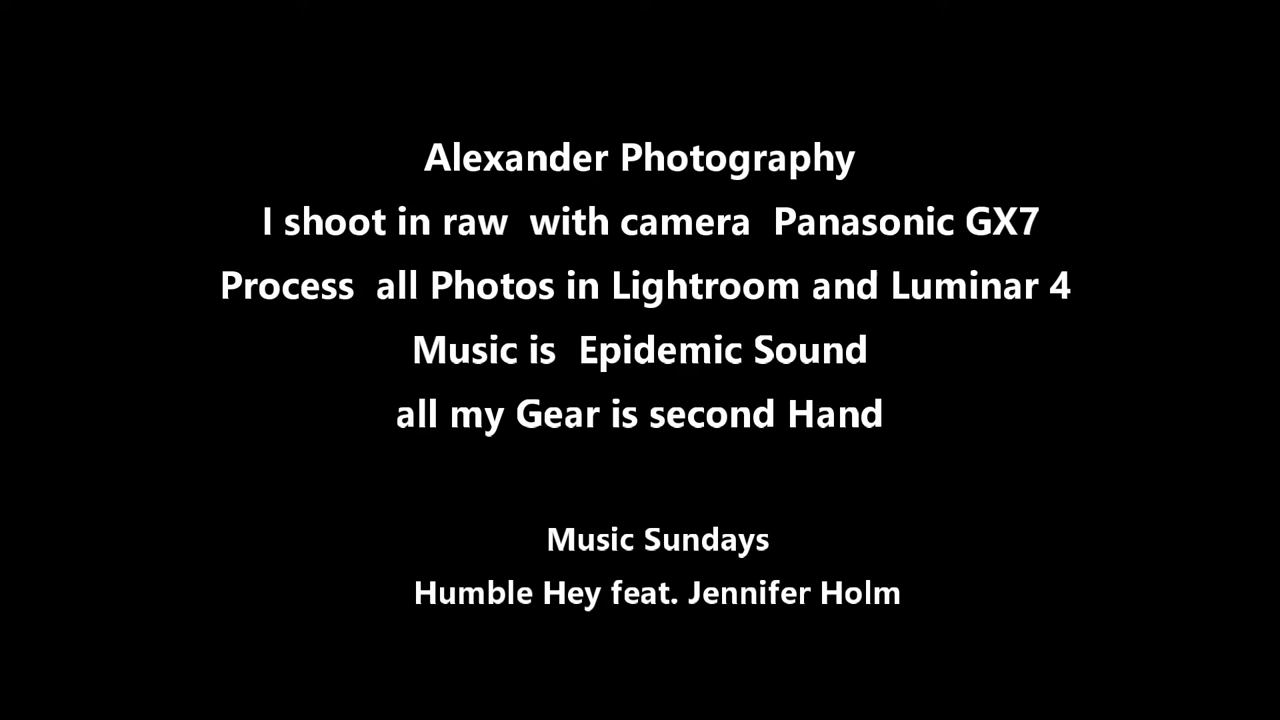 Alexander Photography
I shoot in raw  with camera  Panasonic GX7
Process  all Photos in Lightroom and Luminar 4
Music is  Epidemic Sound
all my Gear is second Hand
Music Sundays
Humble Hey feat. Jennifer Holm